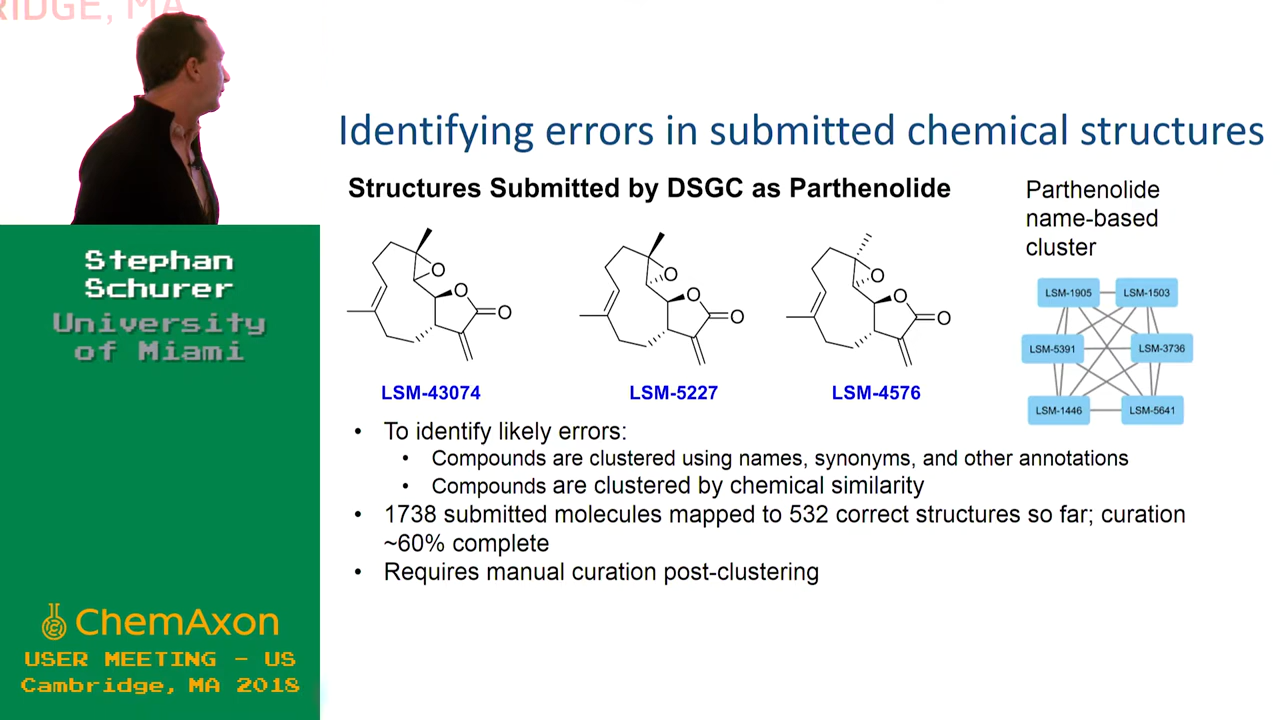 RIDGE, MA
Identifying errors in submitted chemical structures
Structures Submitted by DSGC as Parthenolide
Parthenolide
name-based
cluster
O
O
O
LSM-43074
O
O
O
LSM-5227
O
O
O
LSM-4576
LSM-1905
LSM-1503
LSM-5391
LSM-3736
LSM-1446
LSM-5641
• To identify likely errors:
• Compounds are clustered using names, synonyms, and other annotations
• Compounds are clustered by chemical similarity
• 1738 submitted molecules mapped to 532 correct structures so far; curation
~60% complete
• Requires manual curation post-clustering
Stephan
Schurer
University
of Miami
ChemAxon
USER MEETING - US
Cambridge, MA 2018